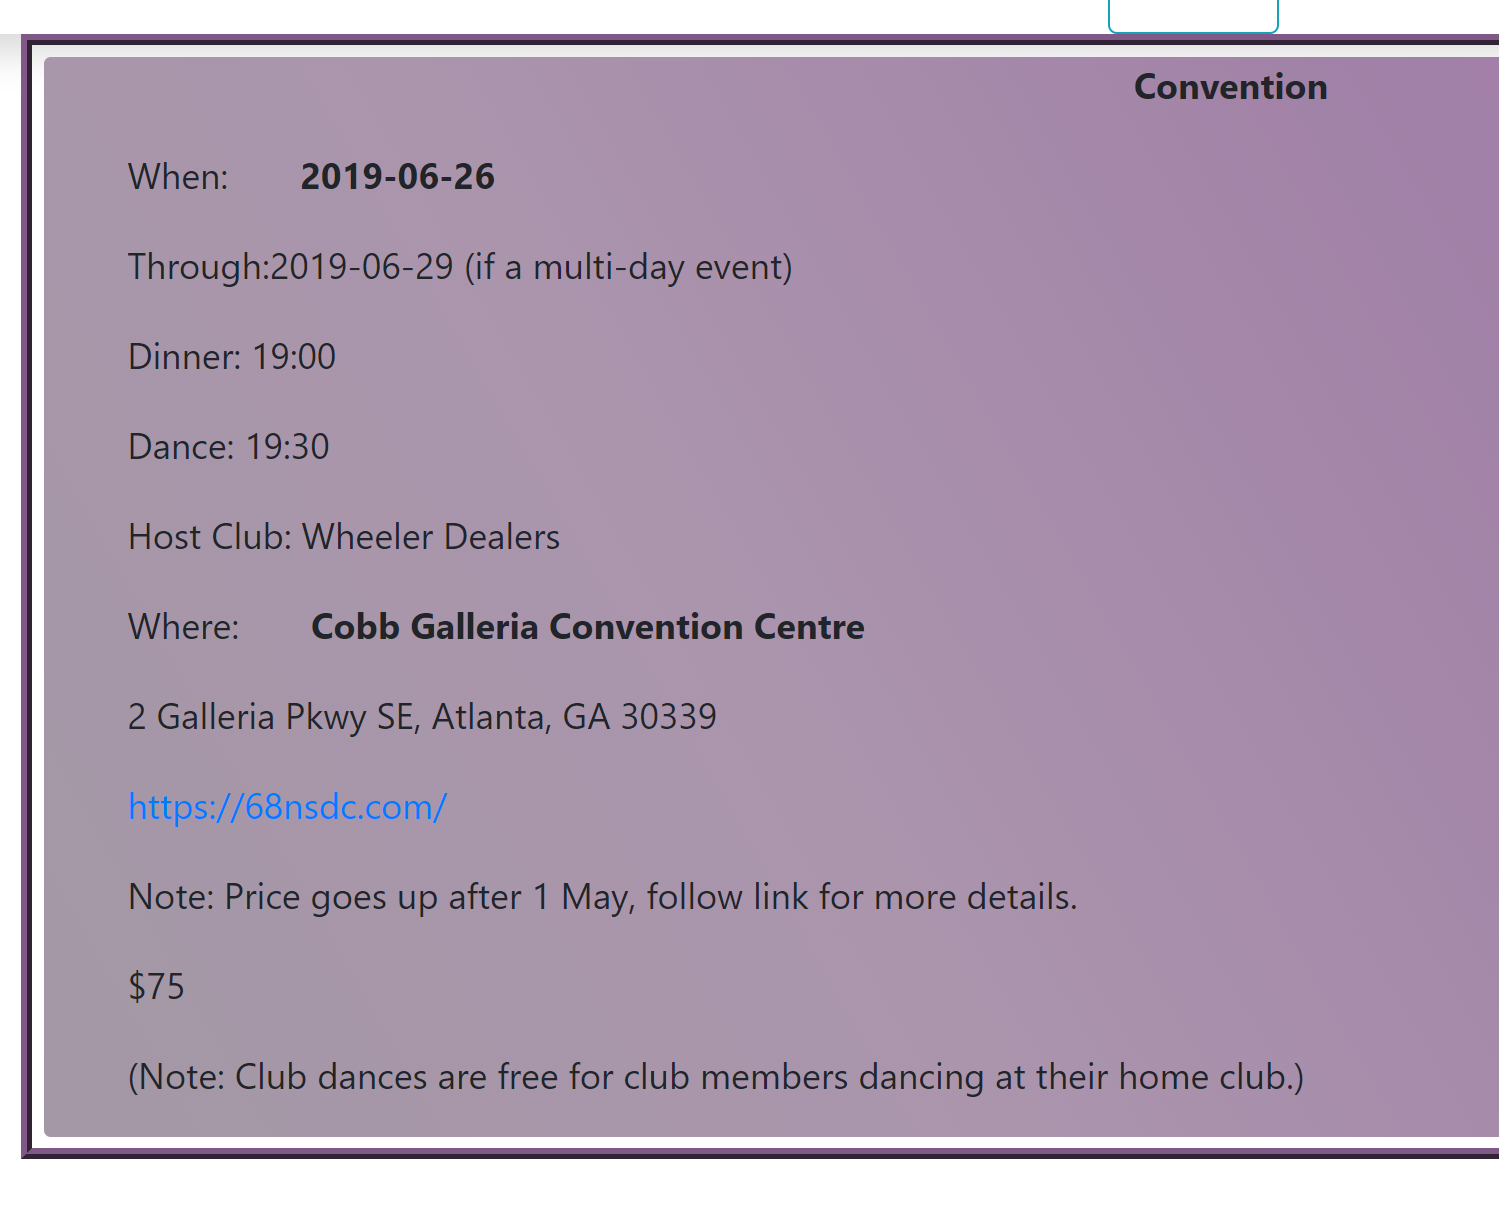 Convention
When: 2019-06-26
Through:2019-06-29 (if a multi-day event)
Dinner: 19:00
Dance: 19:30
Host Club: Wheeler Dealers
Where: Cobb Galleria Convention Centre
2 Galleria Pkwy SE, Atlanta, GA 30339
https://68nsdc.com/
Note: Price goes up after 1 May, follow link for more details.
$75
(Note: Club dances are free for club members dancing at their home club.)